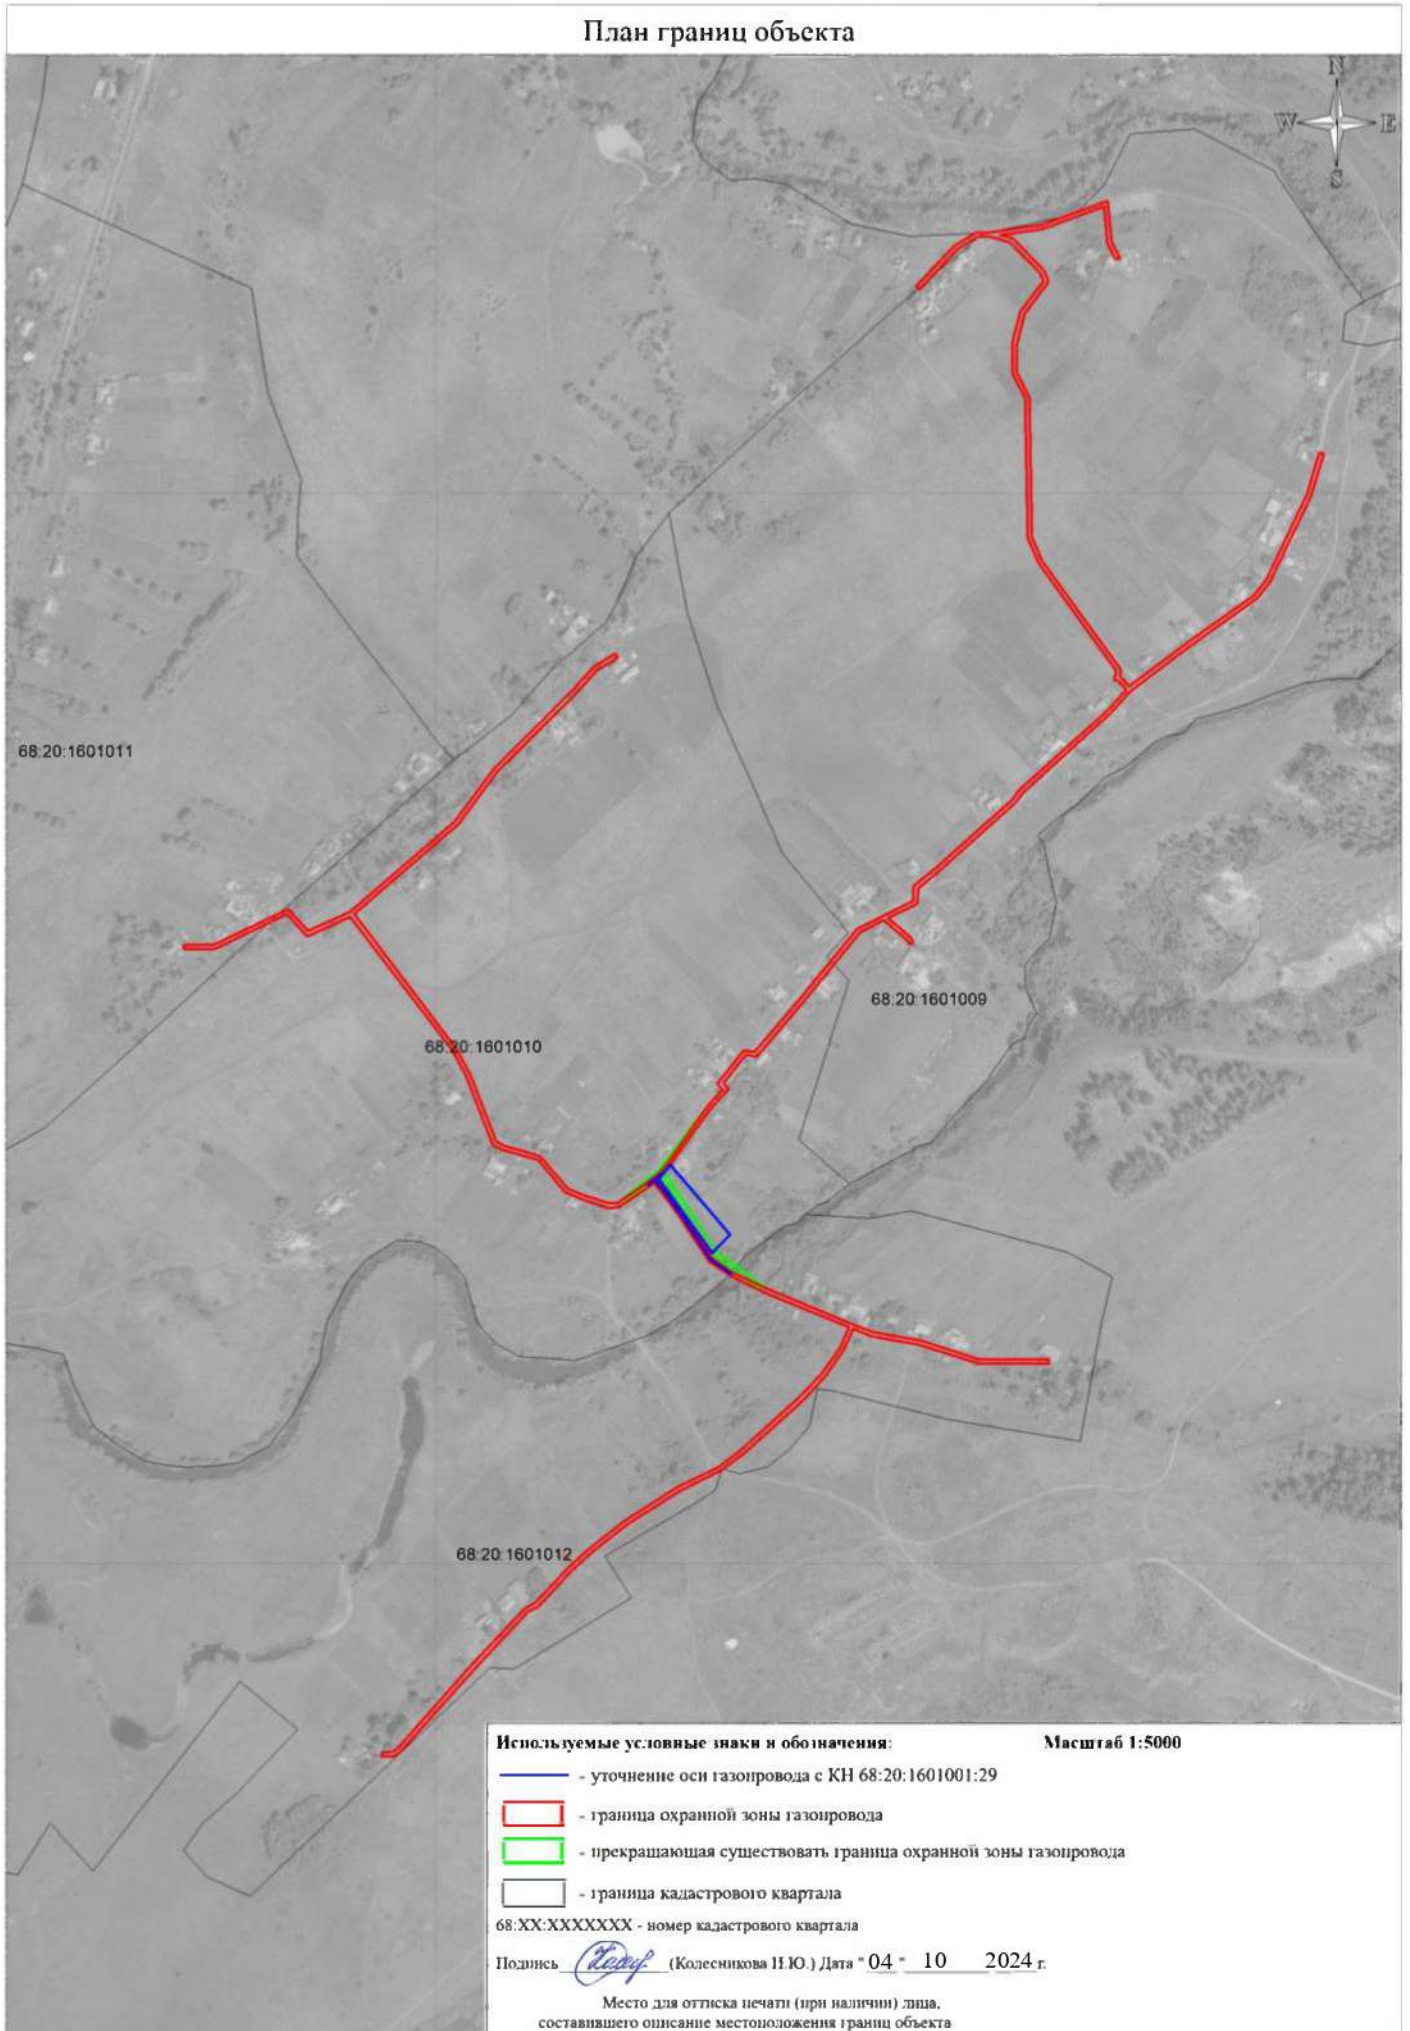 План границ объекта
N
W E
S
68:20:1601011
68:20:1601009
68:20:1601010
68:20:1601012
Используемые условные знаки и обозначения: Масштаб 1:5000
- уточнение оси газопровода с КН 68:20:1601001:29
- граница охранной зоны газопровода
- прекращающая существовать граница охранной зоны газопровода
- граница кадастрового квартала
68:XX:XXXXXXX - номер кадастрового квартала
Подпись (Колесникова Н.Ю.) Дата "04" 10 2024 г.
Место для оттиска печати (при наличии) лица,
составившего описание местоположения границ объекта